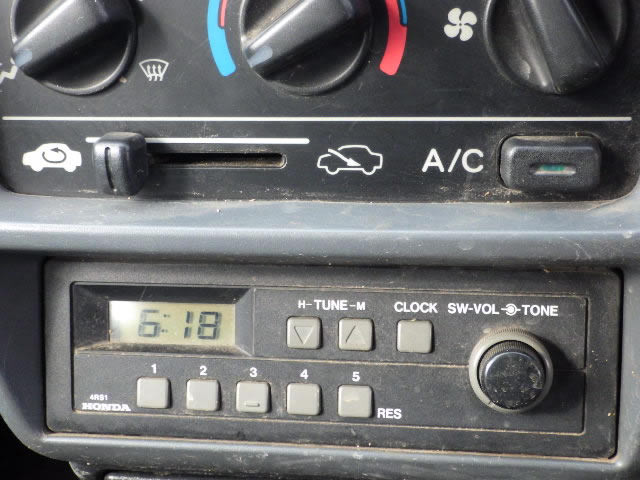 A/C
H-TUNE-M CLOCK SW-VOL TONE
6:18
1 2 3 4 5
4RS1
HONDA
RES